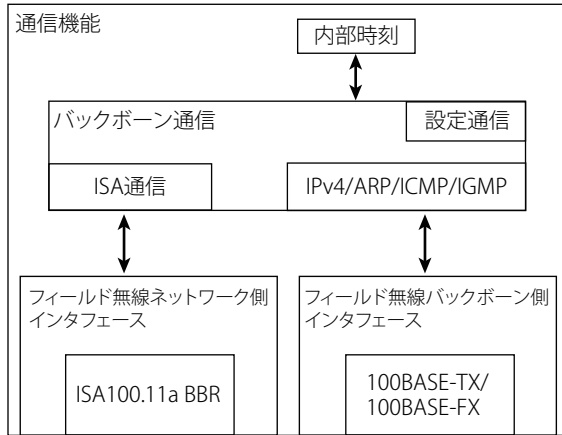 通信機能
内部時刻
バックボーン通信
設定通信
ISA通信
IPv4/ARP/ICMP/IGMP
フィールド無線ネットワーク側
インタフェース
ISA100.11a BBR
フィールド無線バックボーン側
インタフェース
100BASE-TX/
100BASE-FX